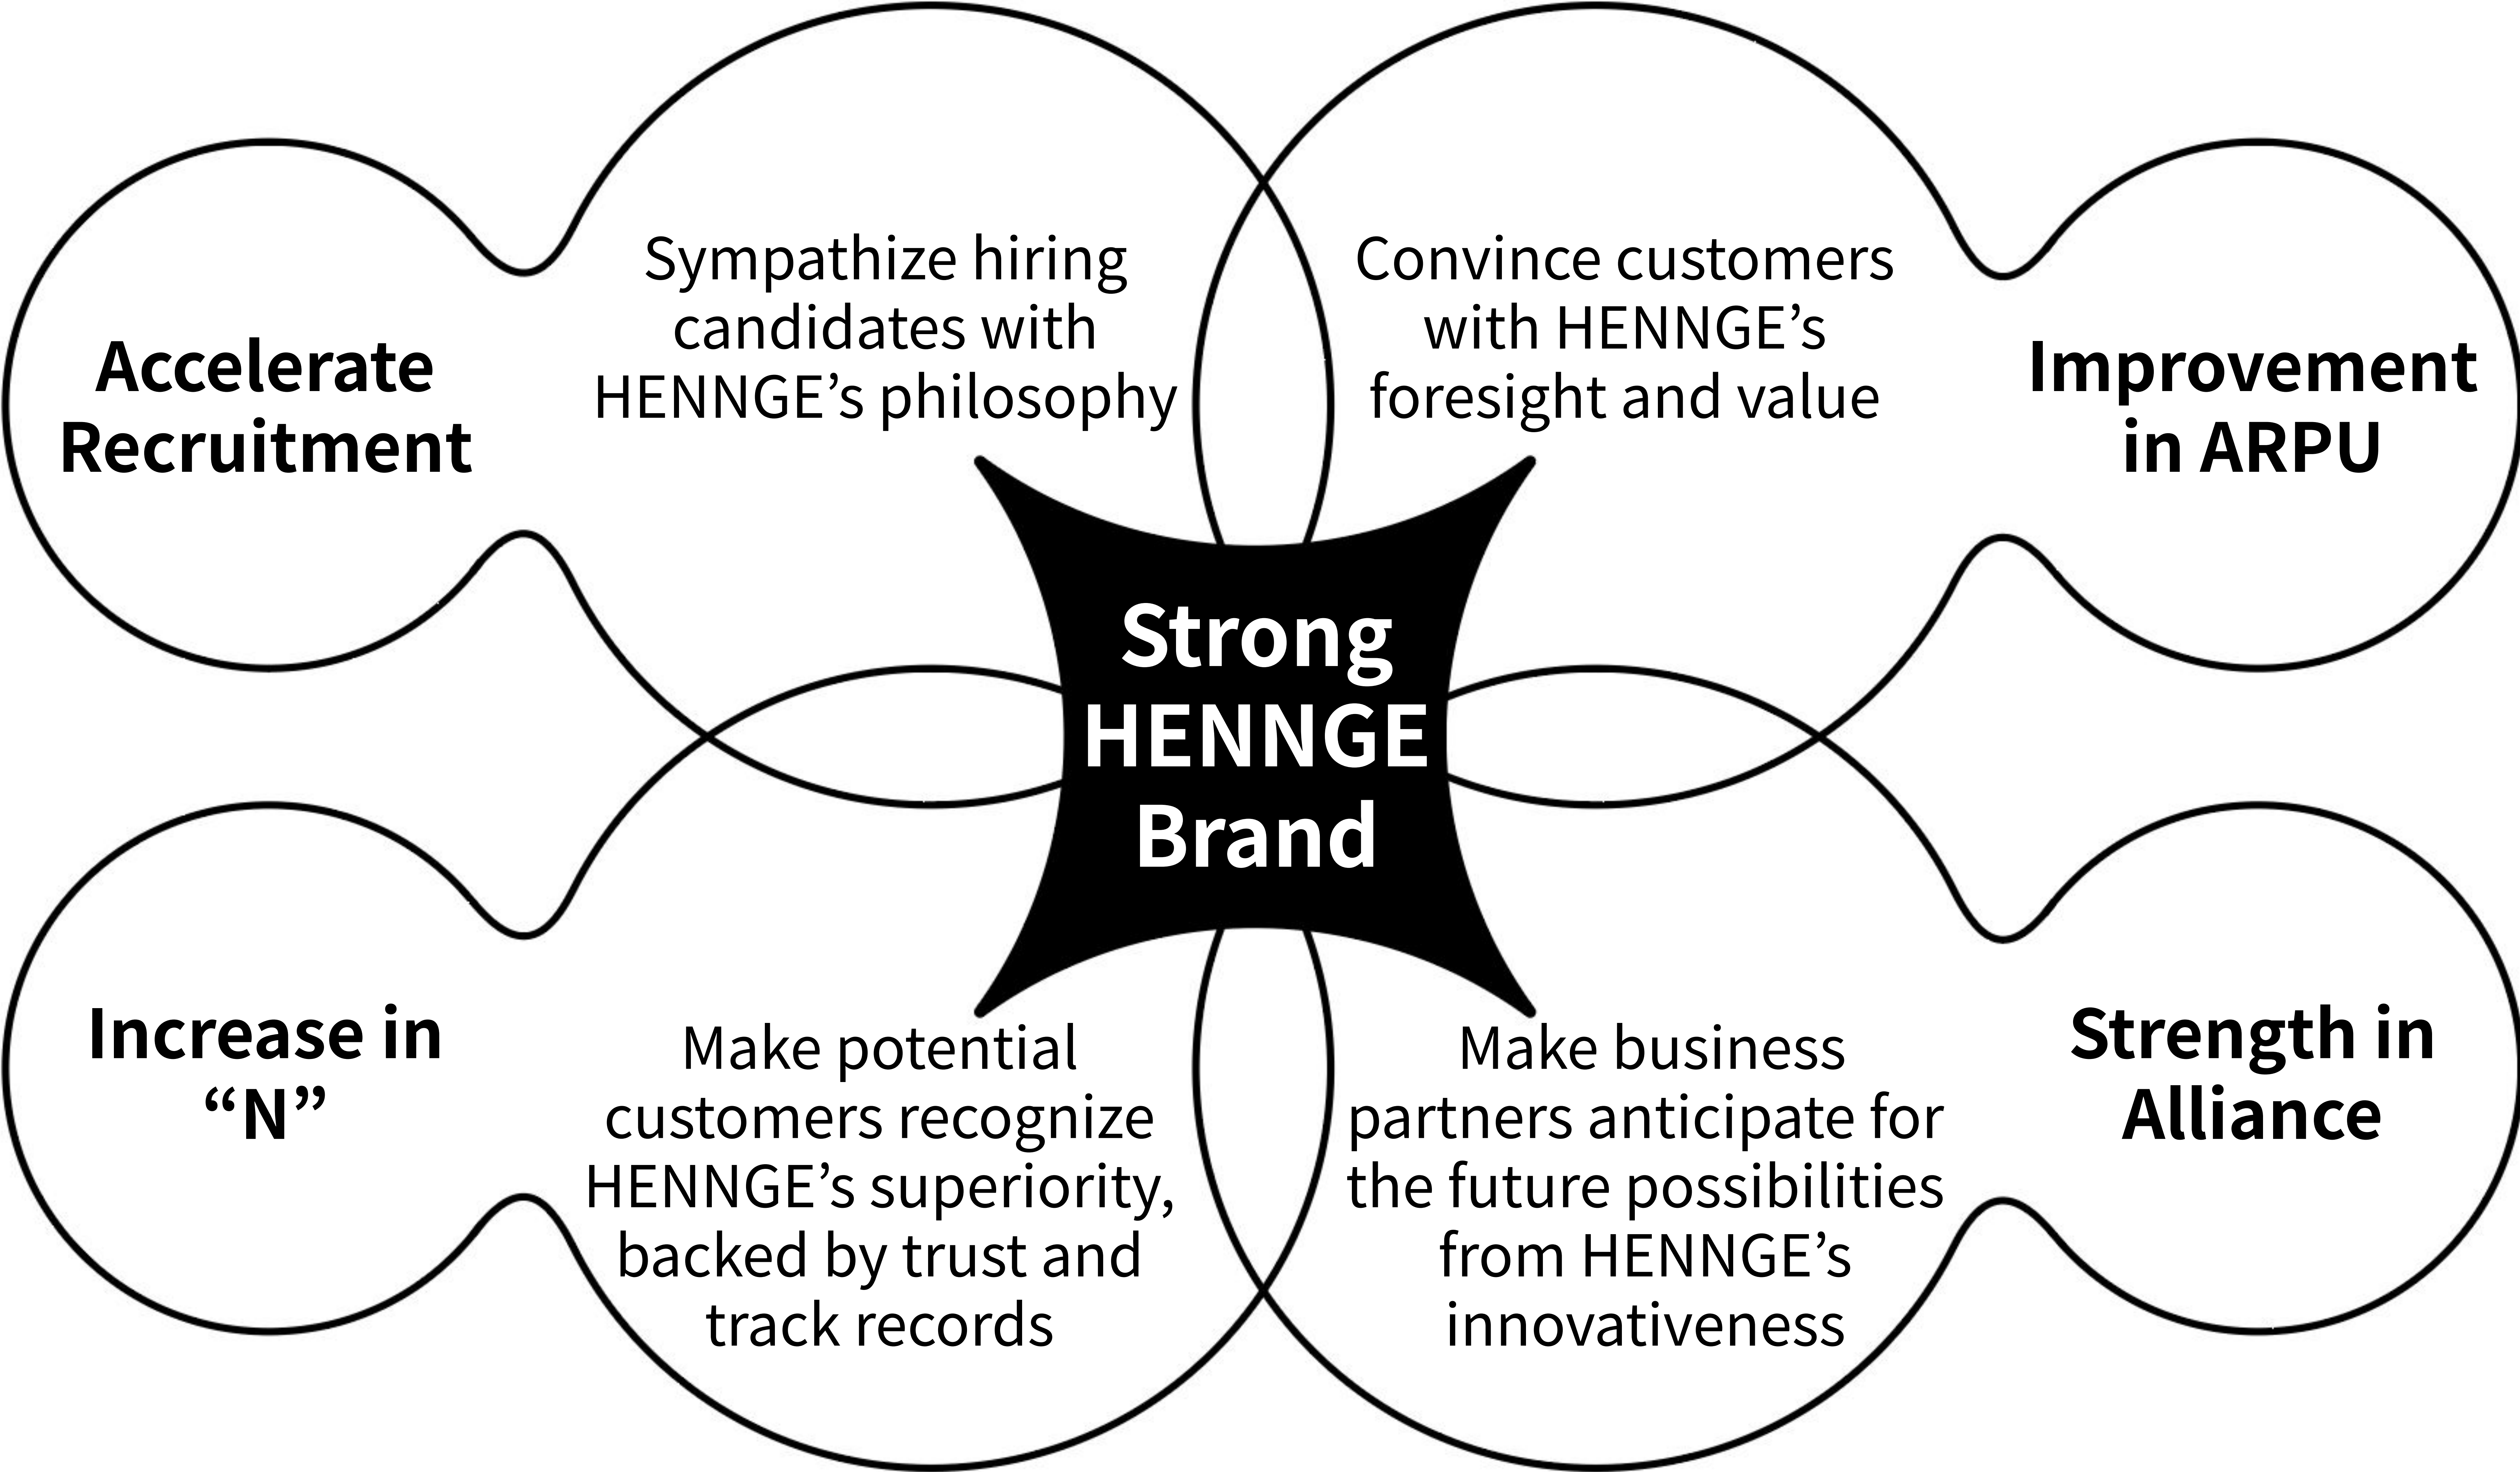 Accelerate
Recruitment
Sympathize hiring
candidates with
HENNGE’s philosophy
Convince customers
with HENNGE’s
foresight and value
Improvement
in ARPU
Strong
HENNGE
Brand
Increase in
“N”
Make potential
customers recognize
HENNGE’s superiority,
backed by trust and
track records
Make business
partners anticipate for
the future possibilities
from HENNGE’s
innovativeness
Strength in
Alliance